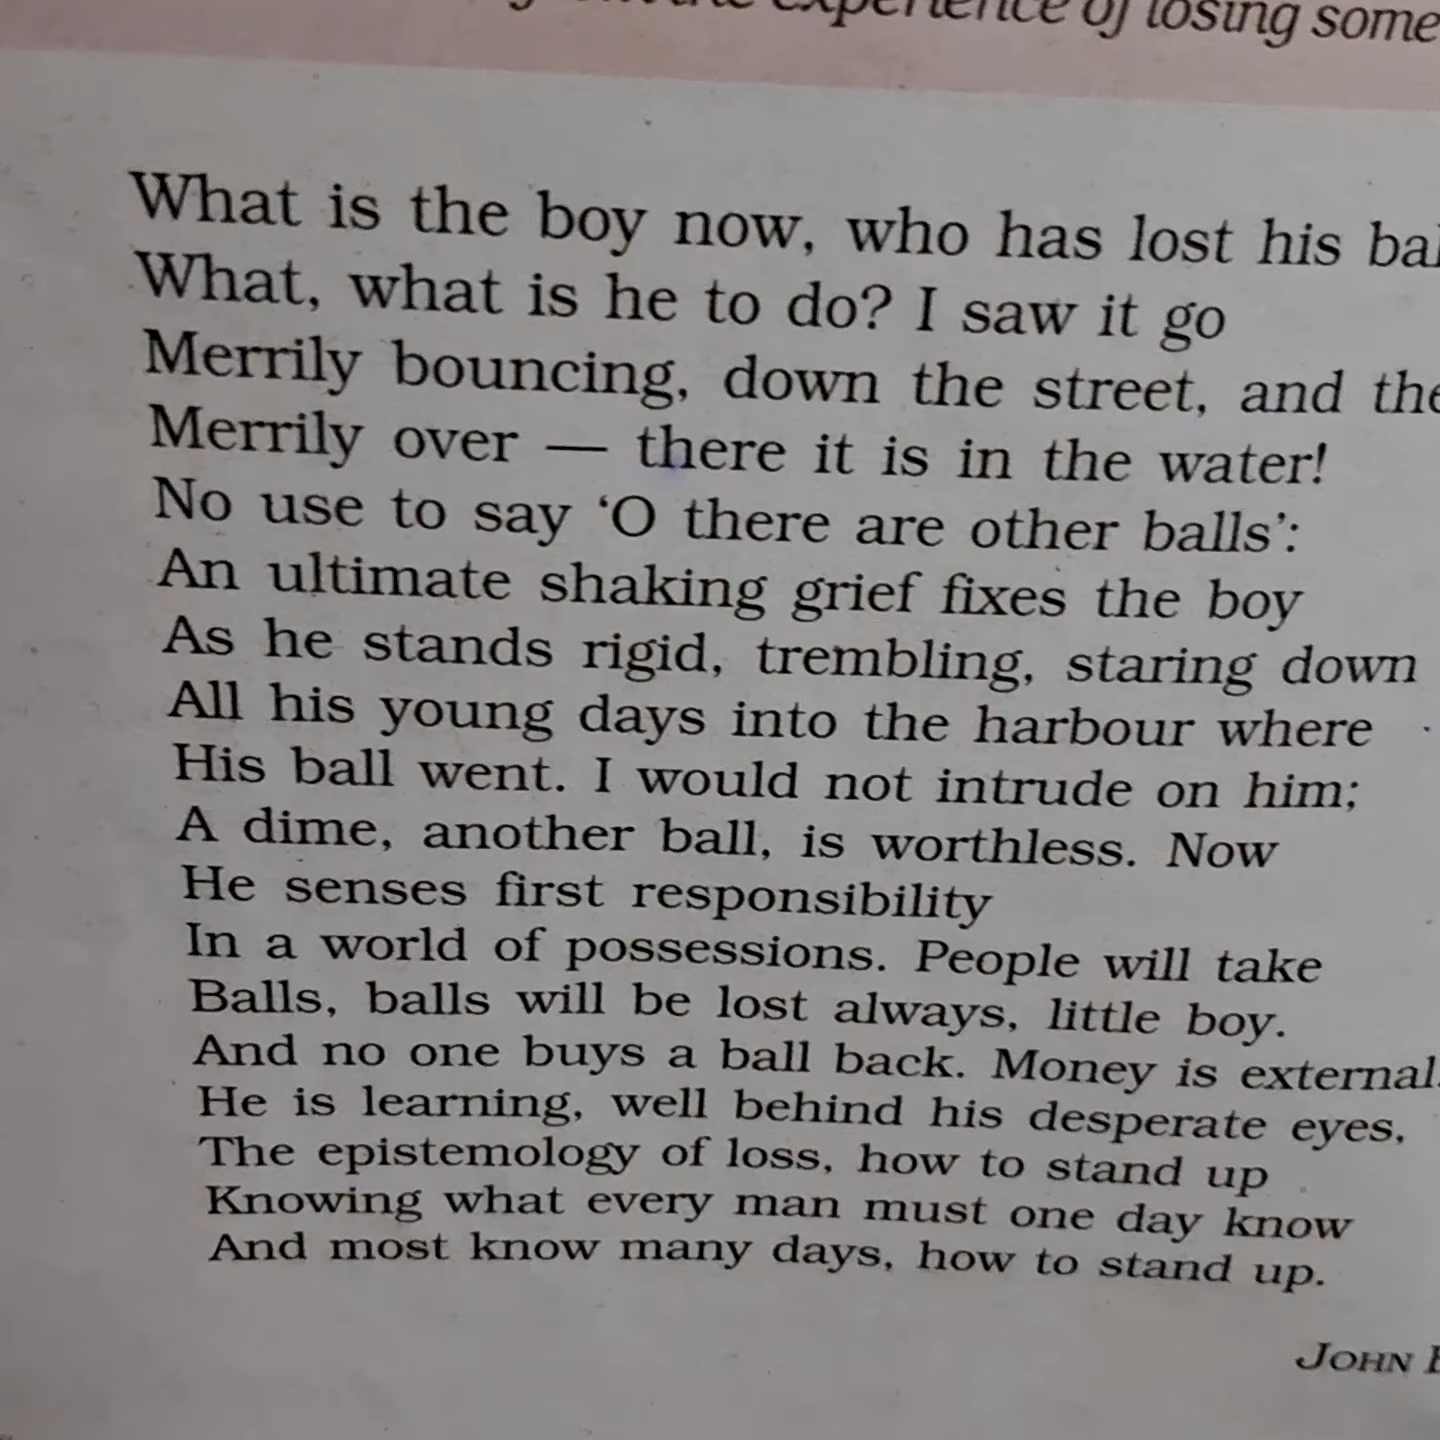 the experience of losing some
What is the boy now, who has lost his bal
What, what is he to do? I saw it go
Merrily bouncing, down the street, and the
Merrily over — there it is in the water!
No use to say ‘O there are other balls’:
An ultimate shaking grief fixes the boy
As he stands rigid, trembling, staring down
All his young days into the harbour where
His ball went. I would not intrude on him;
A dime, another ball, is worthless. Now
He senses first responsibility
In a world of possessions. People will take
Balls, balls will be lost always, little boy.
And no one buys a ball back. Money is external.
He is learning, well behind his desperate eyes,
The epistemology of loss, how to stand up
Knowing what every man must one day know
And most know many days, how to stand up.
JOHN